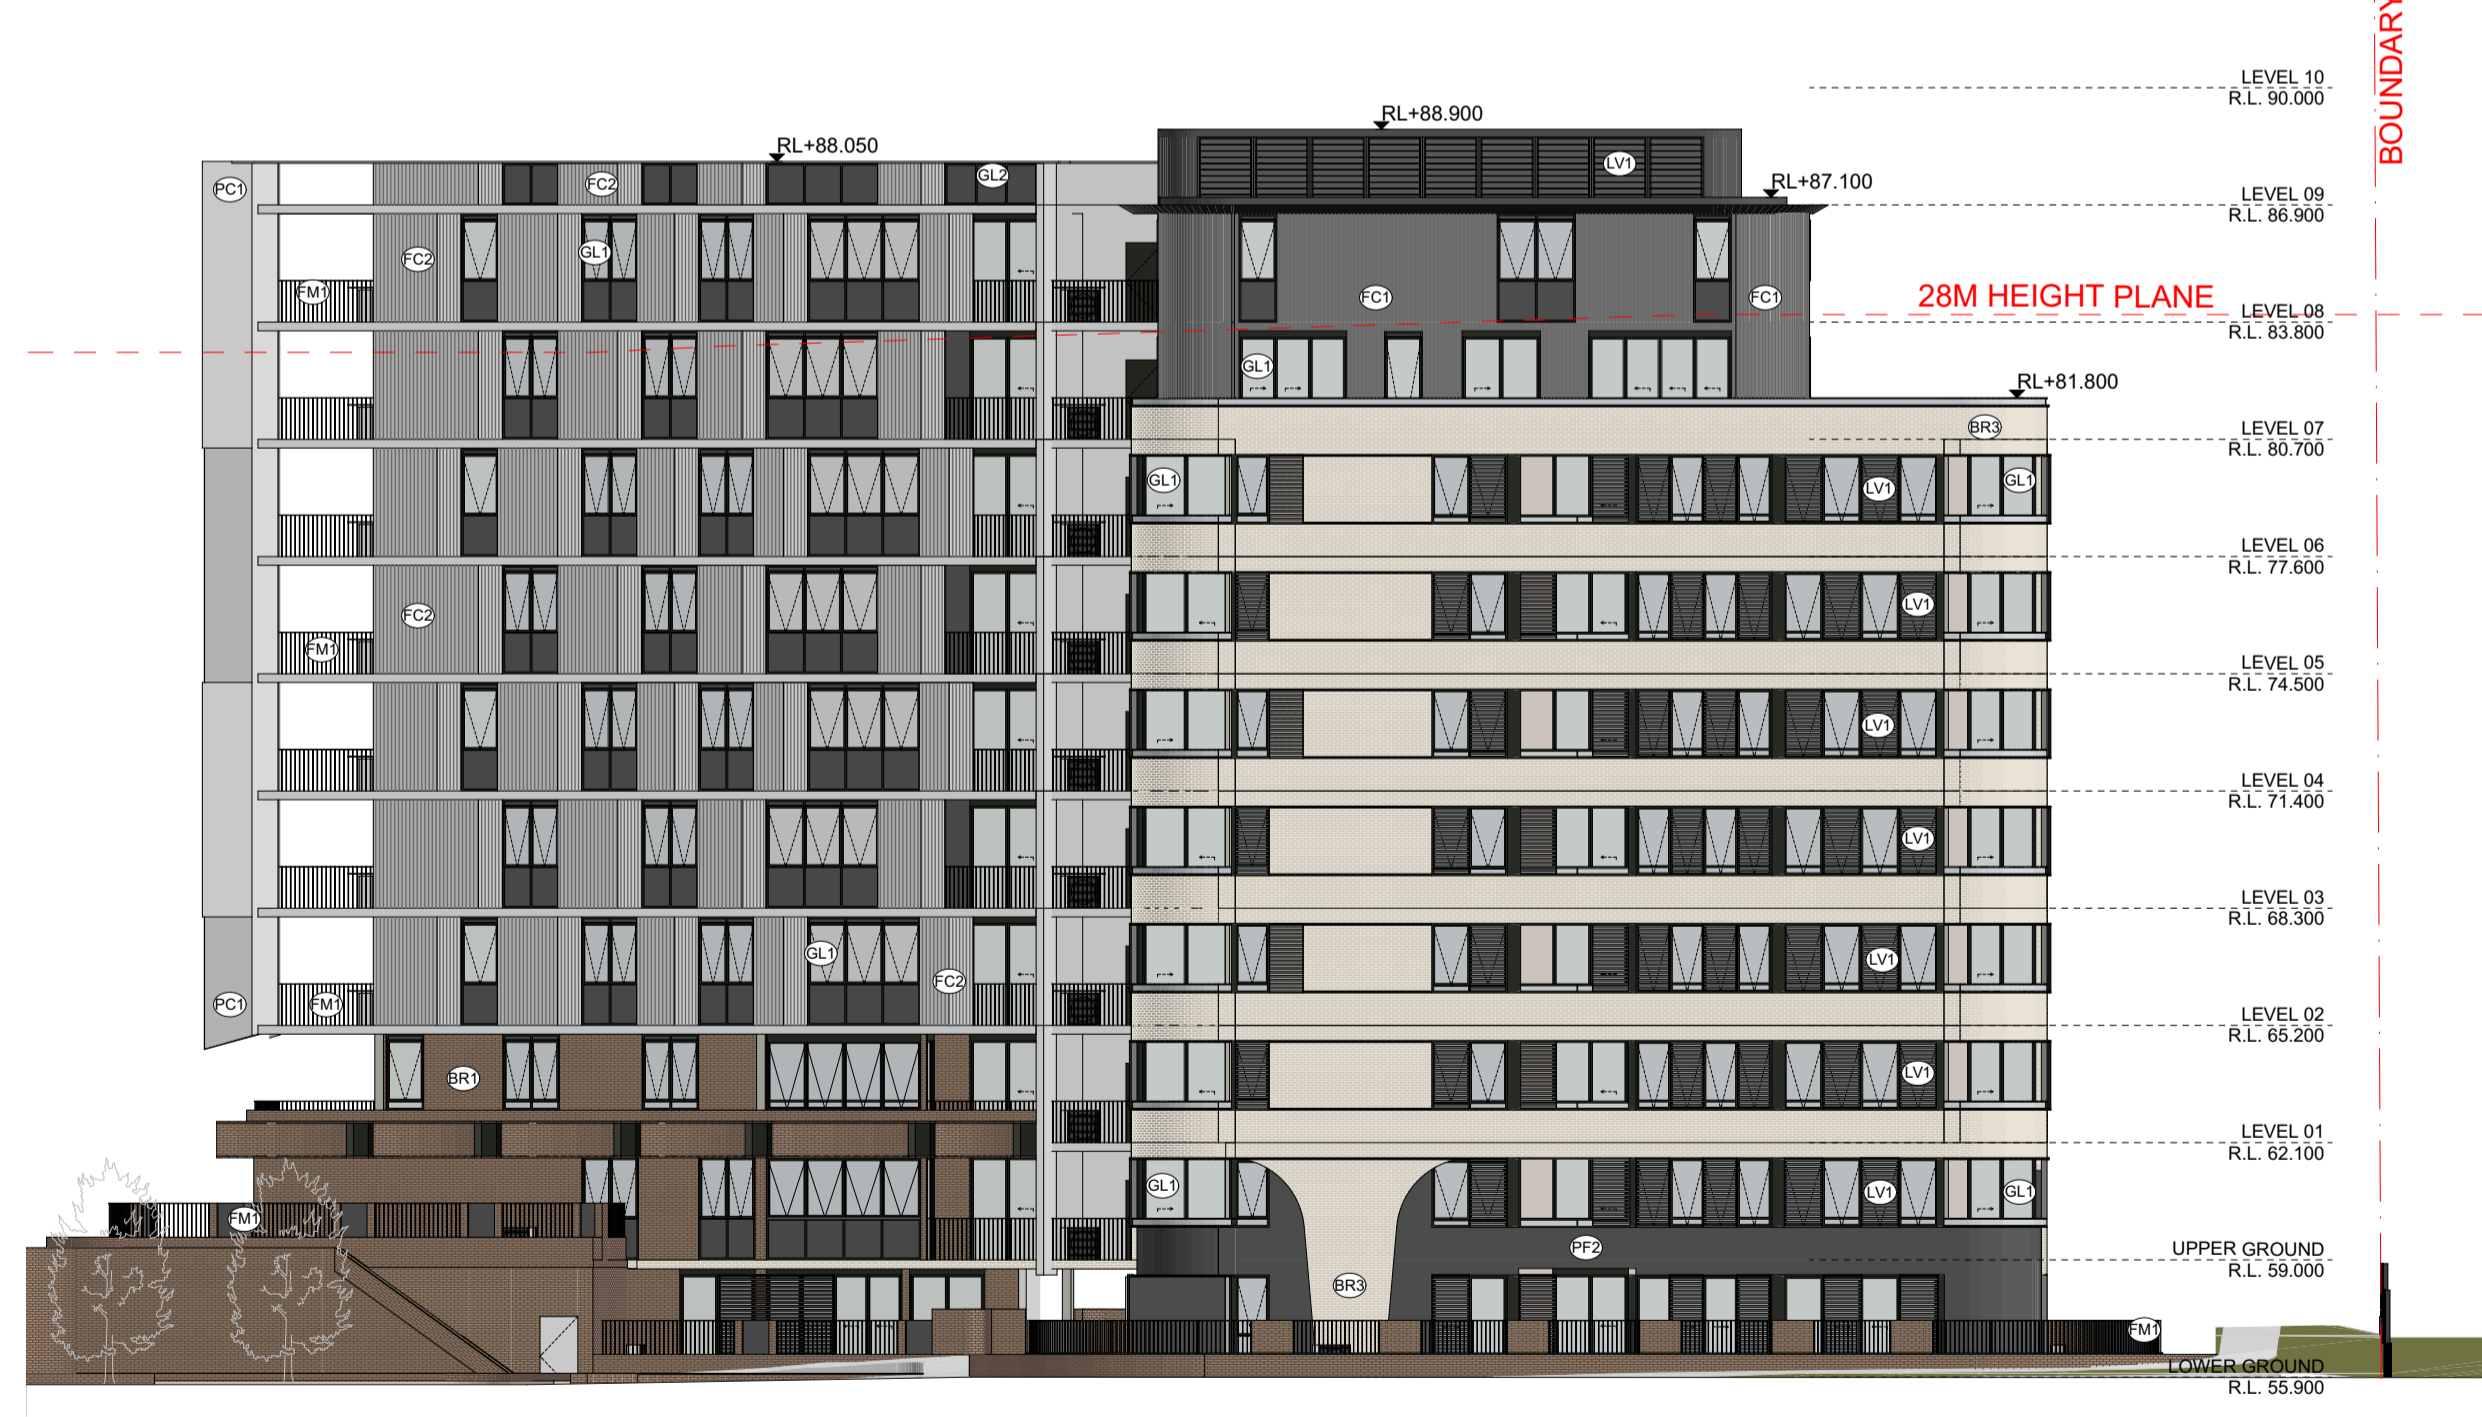 BOUNDARY
LEVEL 10
R.L. 90.000
RL+88.900
RL+88.050
LV1
GL2
FC2
PC1
RL+87.100
LEVEL 09
R.L. 86.900
GL1
FC2
FM1
FC1
FC1
28M HEIGHT PLANE
LEVEL 08
R.L. 83.800
GL1
RL+81.800
BR3
LEVEL 07
R.L. 80.700
GL1
LV1
GL1
LEVEL 06
R.L. 77.600
FC2
LV1
FM1
LEVEL 05
R.L. 74.500
LV1
LEVEL 04
R.L. 71.400
LV1
LEVEL 03
R.L. 68.300
GL1
LV1
FC2
PC1
FM1
LEVEL 02
R.L. 65.200
BR1
LV1
LEVEL 01
R.L. 62.100
GL1
LV1
GL1
FM1
PF2
UPPER GROUND
R.L. 59.000
BR3
FM1
LOWER GROUND
R.L. 55.900